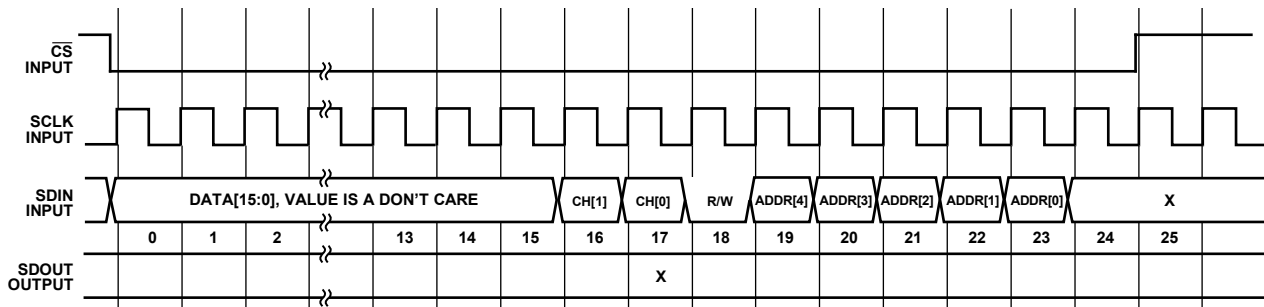 CS
INPUT
SCLK
INPUT
SDIN
INPUT
DATA[15:0], VALUE IS A DON'T CARE
CH[1]
CH[0]
R/W
ADDR[4]
ADDR[3]
ADDR[2]
ADDR[1]
ADDR[0]
X
0 1 2 13 14 15 16 17 18 19 20 21 22 23 24 25
SDOUT
OUTPUT
X